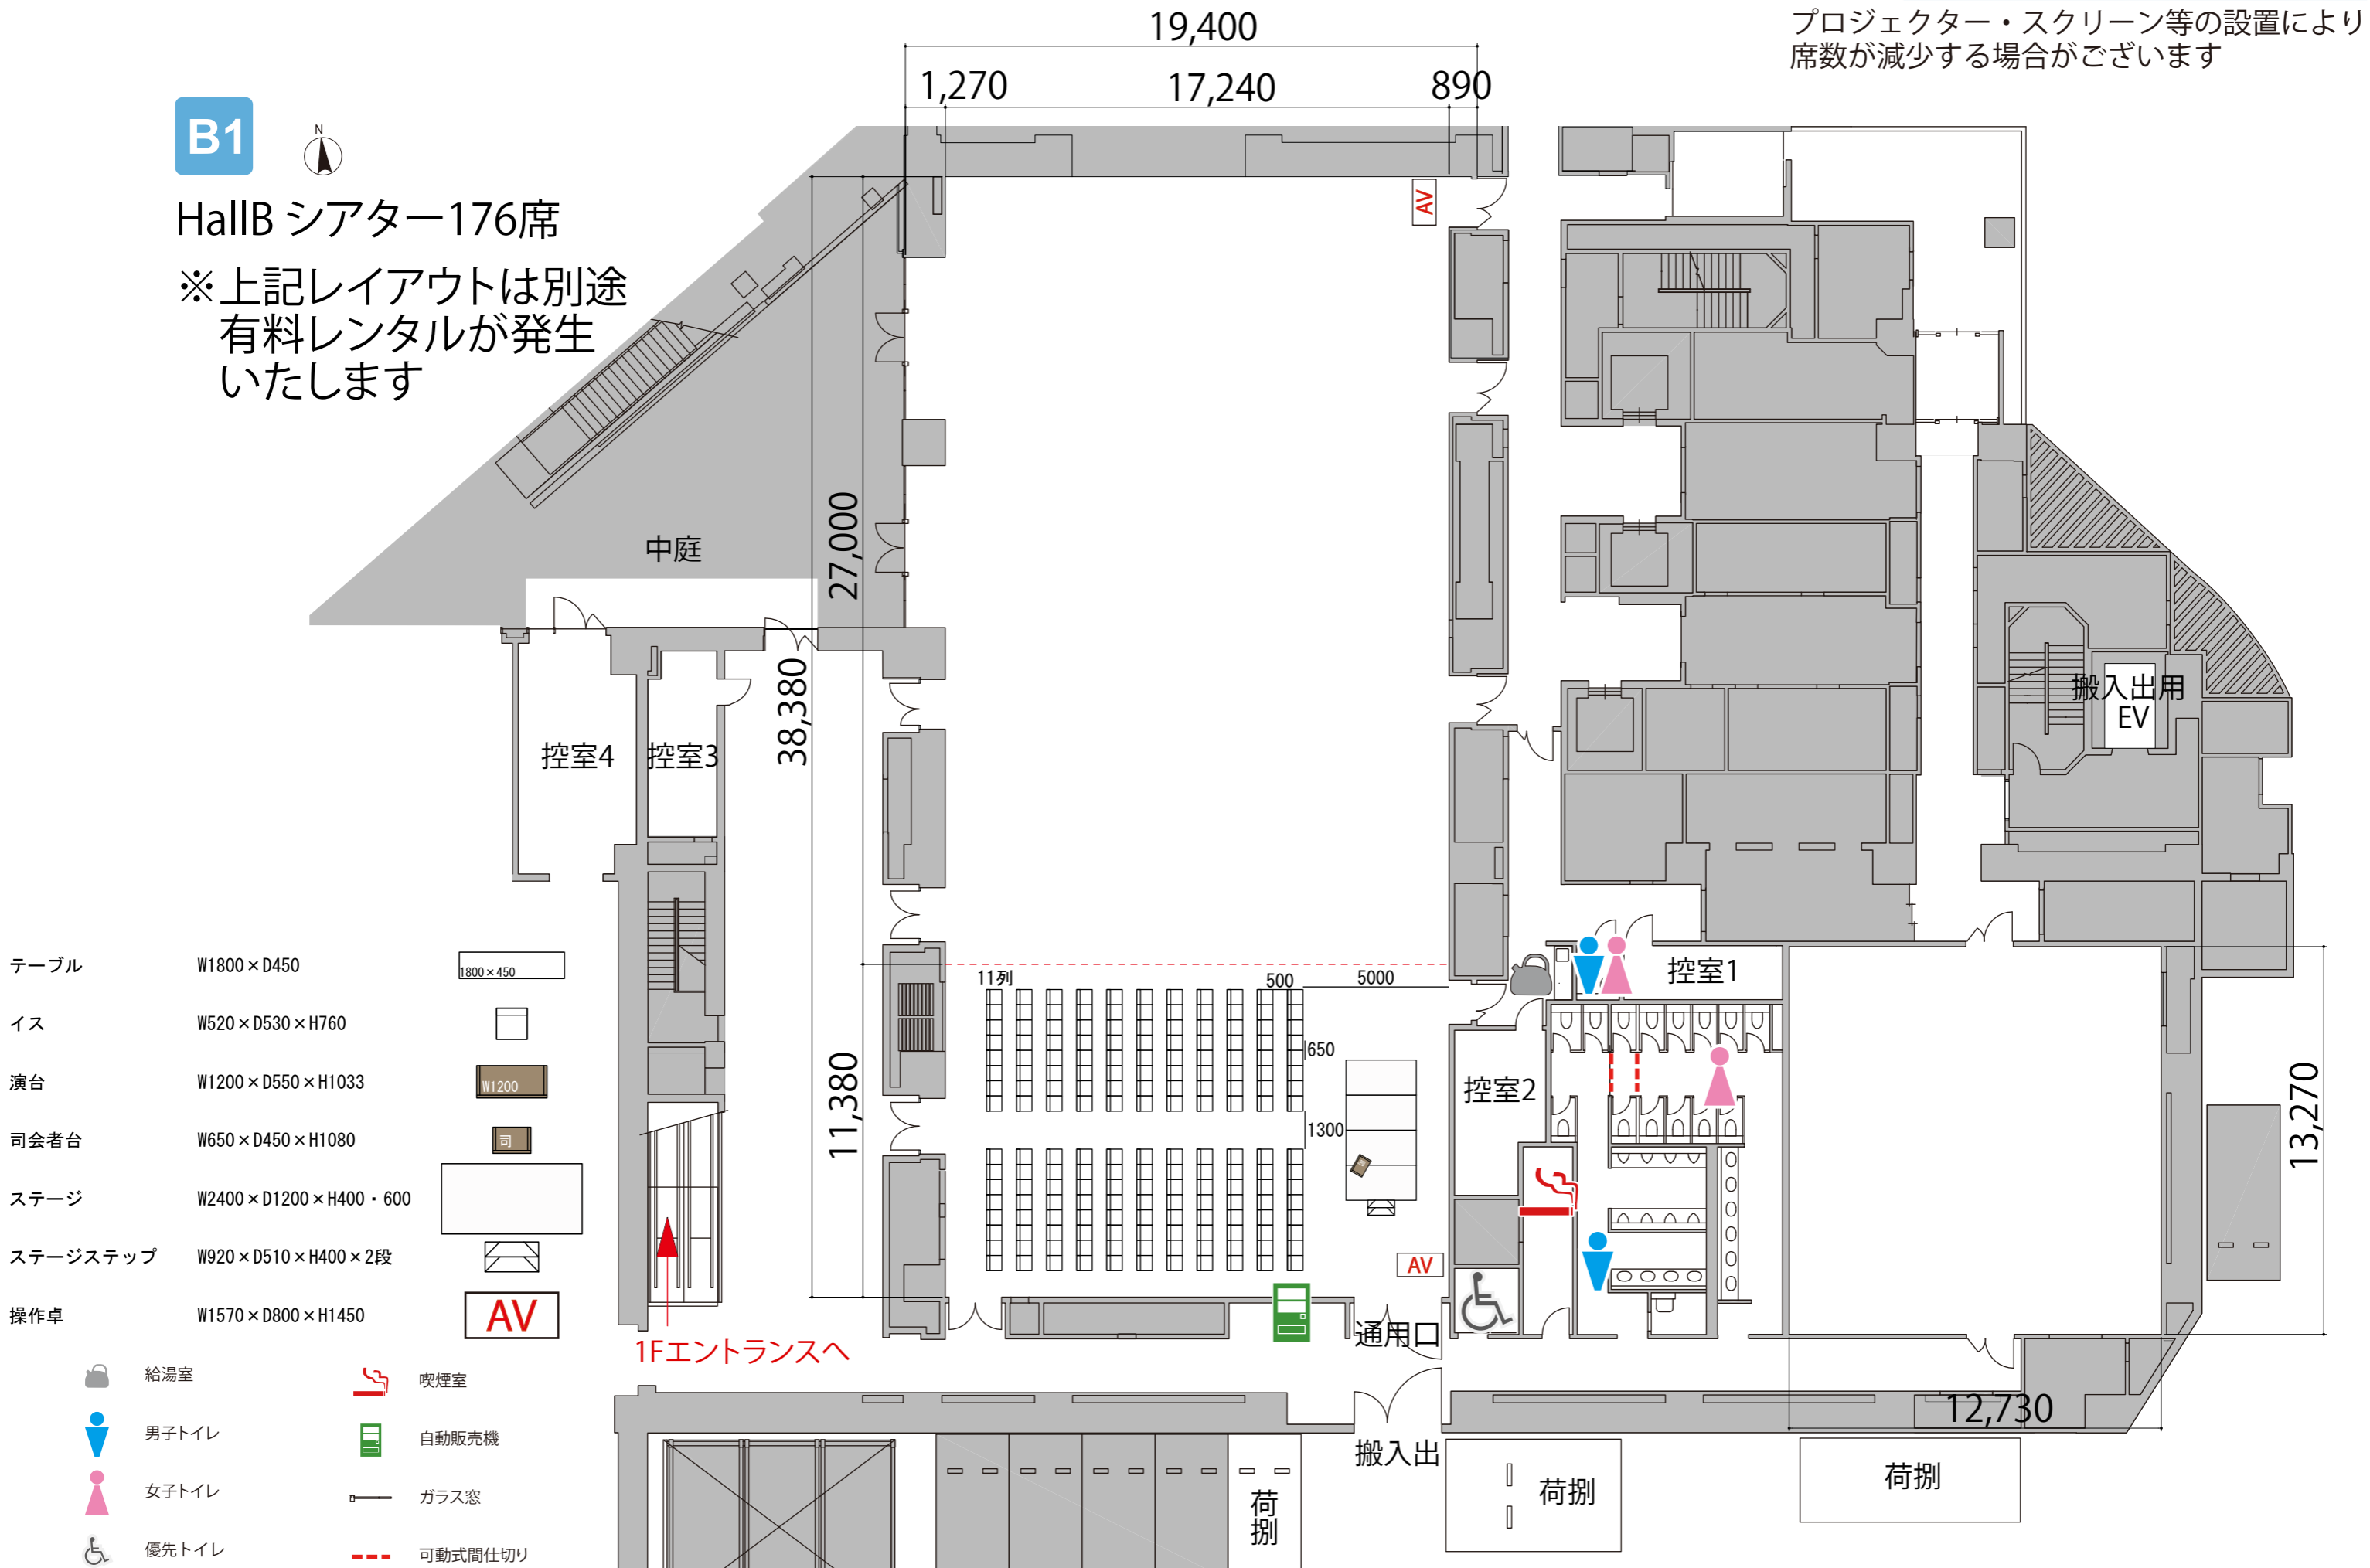 プロジェクター・スクリーン等の設置により
席数が減少する場合がございます
19,400
1,270
17,240
890
B1
N
HallB シアター176席
※上記レイアウトは別途
有料レンタルが発生
いたします
AV
中庭
27,000
38,380
控室4
控室3
搬入出用
EV
11列
500
5000
控室1
650
控室2
1300
11,380
13,270
AV
通用口
1Fエントランスへ
12,730
搬入出
荷捌
荷捌
荷捌
テーブル W1800×D450 1800×450
イス W520×D530×H760
演台 W1200×D550×H1033 W1200
司会者台 W650×D450×H1080 司
ステージ W2400×D1200×H400・600
ステージステップ W920×D510×H400×2段
操作卓 W1570×D800×H1450 AV
給湯室 喫煙室
男子トイレ 自動販売機
女子トイレ ガラス窓
優先トイレ 可動式間仕切り